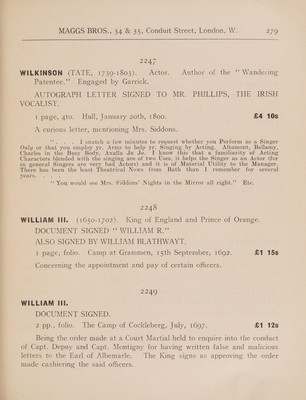 MAGGS BROS., 34 & 35, Conduit Street, London, W. 279
2247
WILKINSON (TATE, 1739-1803). Actor. Author of the "Wandering
Patentee." Engaged by Garrick.
AUTOGRAPH LETTER SIGNED TO MR. PHILLIPS, THE IRISH
VOCALIST.
1 page, 4to. Hull, January 20th, 1800. £4 10s
A curious letter, mentioning Mrs. Siddons.
". . . I snatch a few minutes to request whether you Perform as a Singer
Only or that you employ yr. Arms to help yr. Singing by Acting. Altamont, Bellamy,
Charles in the Busy Body, Axalla Je Je. I know this that a familiarity of Acting
Characters blended with the singing are of two Uses, it helps the Singer as an Actor (for
in general Singers are very bad Actors) and it is of Material Utility to the Manager.
There has been the least Theatrical News from Bath than I remember for several
years. . . .
"You would see Mrs. Siddons' Nights in the Mirror all right." Etc.
2248
WILLIAM III. (1650-1702). King of England and Prince of Orange.
DOCUMENT SIGNED "WILLIAM R."
ALSO SIGNED BY WILLIAM BLATHWAYT.
1 page, folio. Camp at Grammen, 15th September, 1692. £1 15s
Concerning the appointment and pay of certain officers.
2249
WILLIAM III.
DOCUMENT SIGNED.
2 pp., folio. The Camp of Cockleberg, July, 1697. £1 12s
Being the order made at a Court Martial held to enquire into the conduct
of Capt. Depuy and Capt. Montigny for having written false and malicious
letters to the Earl of Albemarle. The King signs as approving the order
made cashiering the said officers.